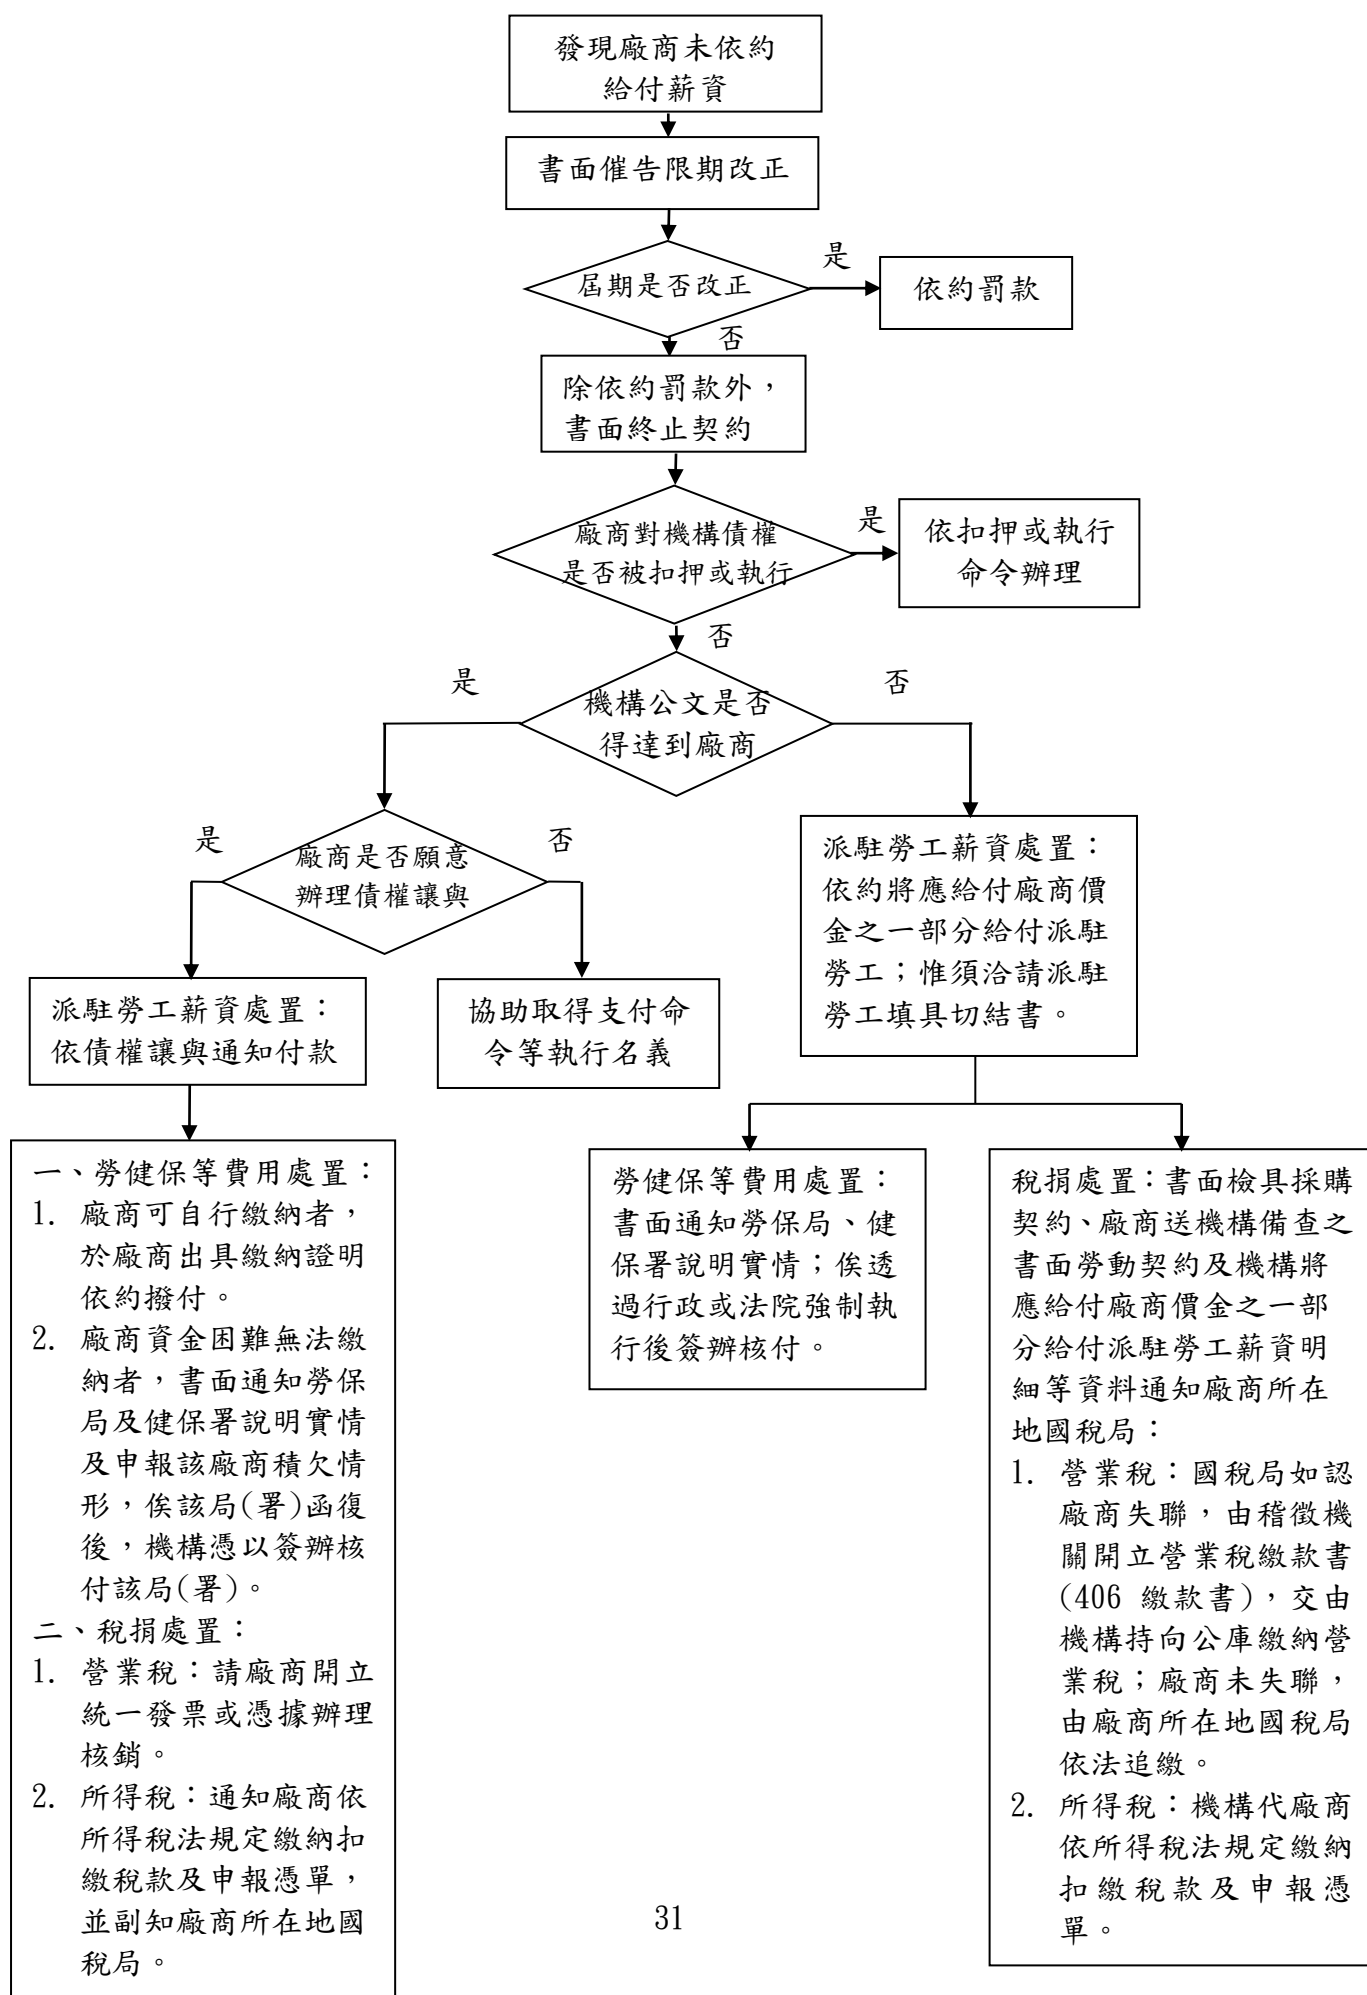 發現廠商未依約
給付薪資
書面催告限期改正
屆期是否改正
是
依約罰款
否
除依約罰款外，
書面終止契約
廠商對機構債權
是否被扣押或執行
是
依扣押或執行
命令辦理
否
機構公文是否
得達到廠商
是
否
廠商是否願意
辦理債權讓與
是
否
派駐勞工薪資處置：
依債權讓與通知付款
協助取得支付命
令等執行名義
派駐勞工薪資處置：
依約將應給付廠商價
金之一部分給付派駐
勞工；惟須洽請派駐
勞工填具切結書。
一、勞健保等費用處置：
1. 廠商可自行繳納者，
於廠商出具繳納證明
依約撥付。
2. 廠商資金困難無法繳
納者，書面通知勞保
局及健保署說明實情
及申報該廠商積欠情
形，俟該局(署)函復
後，機構憑以簽辦核
付該局(署)。
二、稅捐處置：
1. 營業稅：請廠商開立
統一發票或憑據辦理
核銷。
2. 所得稅：通知廠商依
所得稅法規定繳納扣
繳稅款及申報憑單，
並副知廠商所在地國
稅局。
勞健保等費用處置：
書面通知勞保局、健
保署說明實情；俟透
過行政或法院強制執
行後簽辦核付。
稅捐處置：書面檢具採購
契約、廠商送機構備查之
書面勞動契約及機構將
應給付廠商價金之一部
分給付派駐勞工薪資明
細等資料通知廠商所在
地國稅局：
1. 營業稅：國稅局如認
廠商失聯，由稽徵機
關開立營業稅繳款書
(406 繳款書)，交由
機構持向公庫繳納營
業稅；廠商未失聯，
由廠商所在地國稅局
依法追繳。
2. 所得稅：機構代廠商
依所得稅法規定繳納
扣繳稅款及申報憑
單。
31